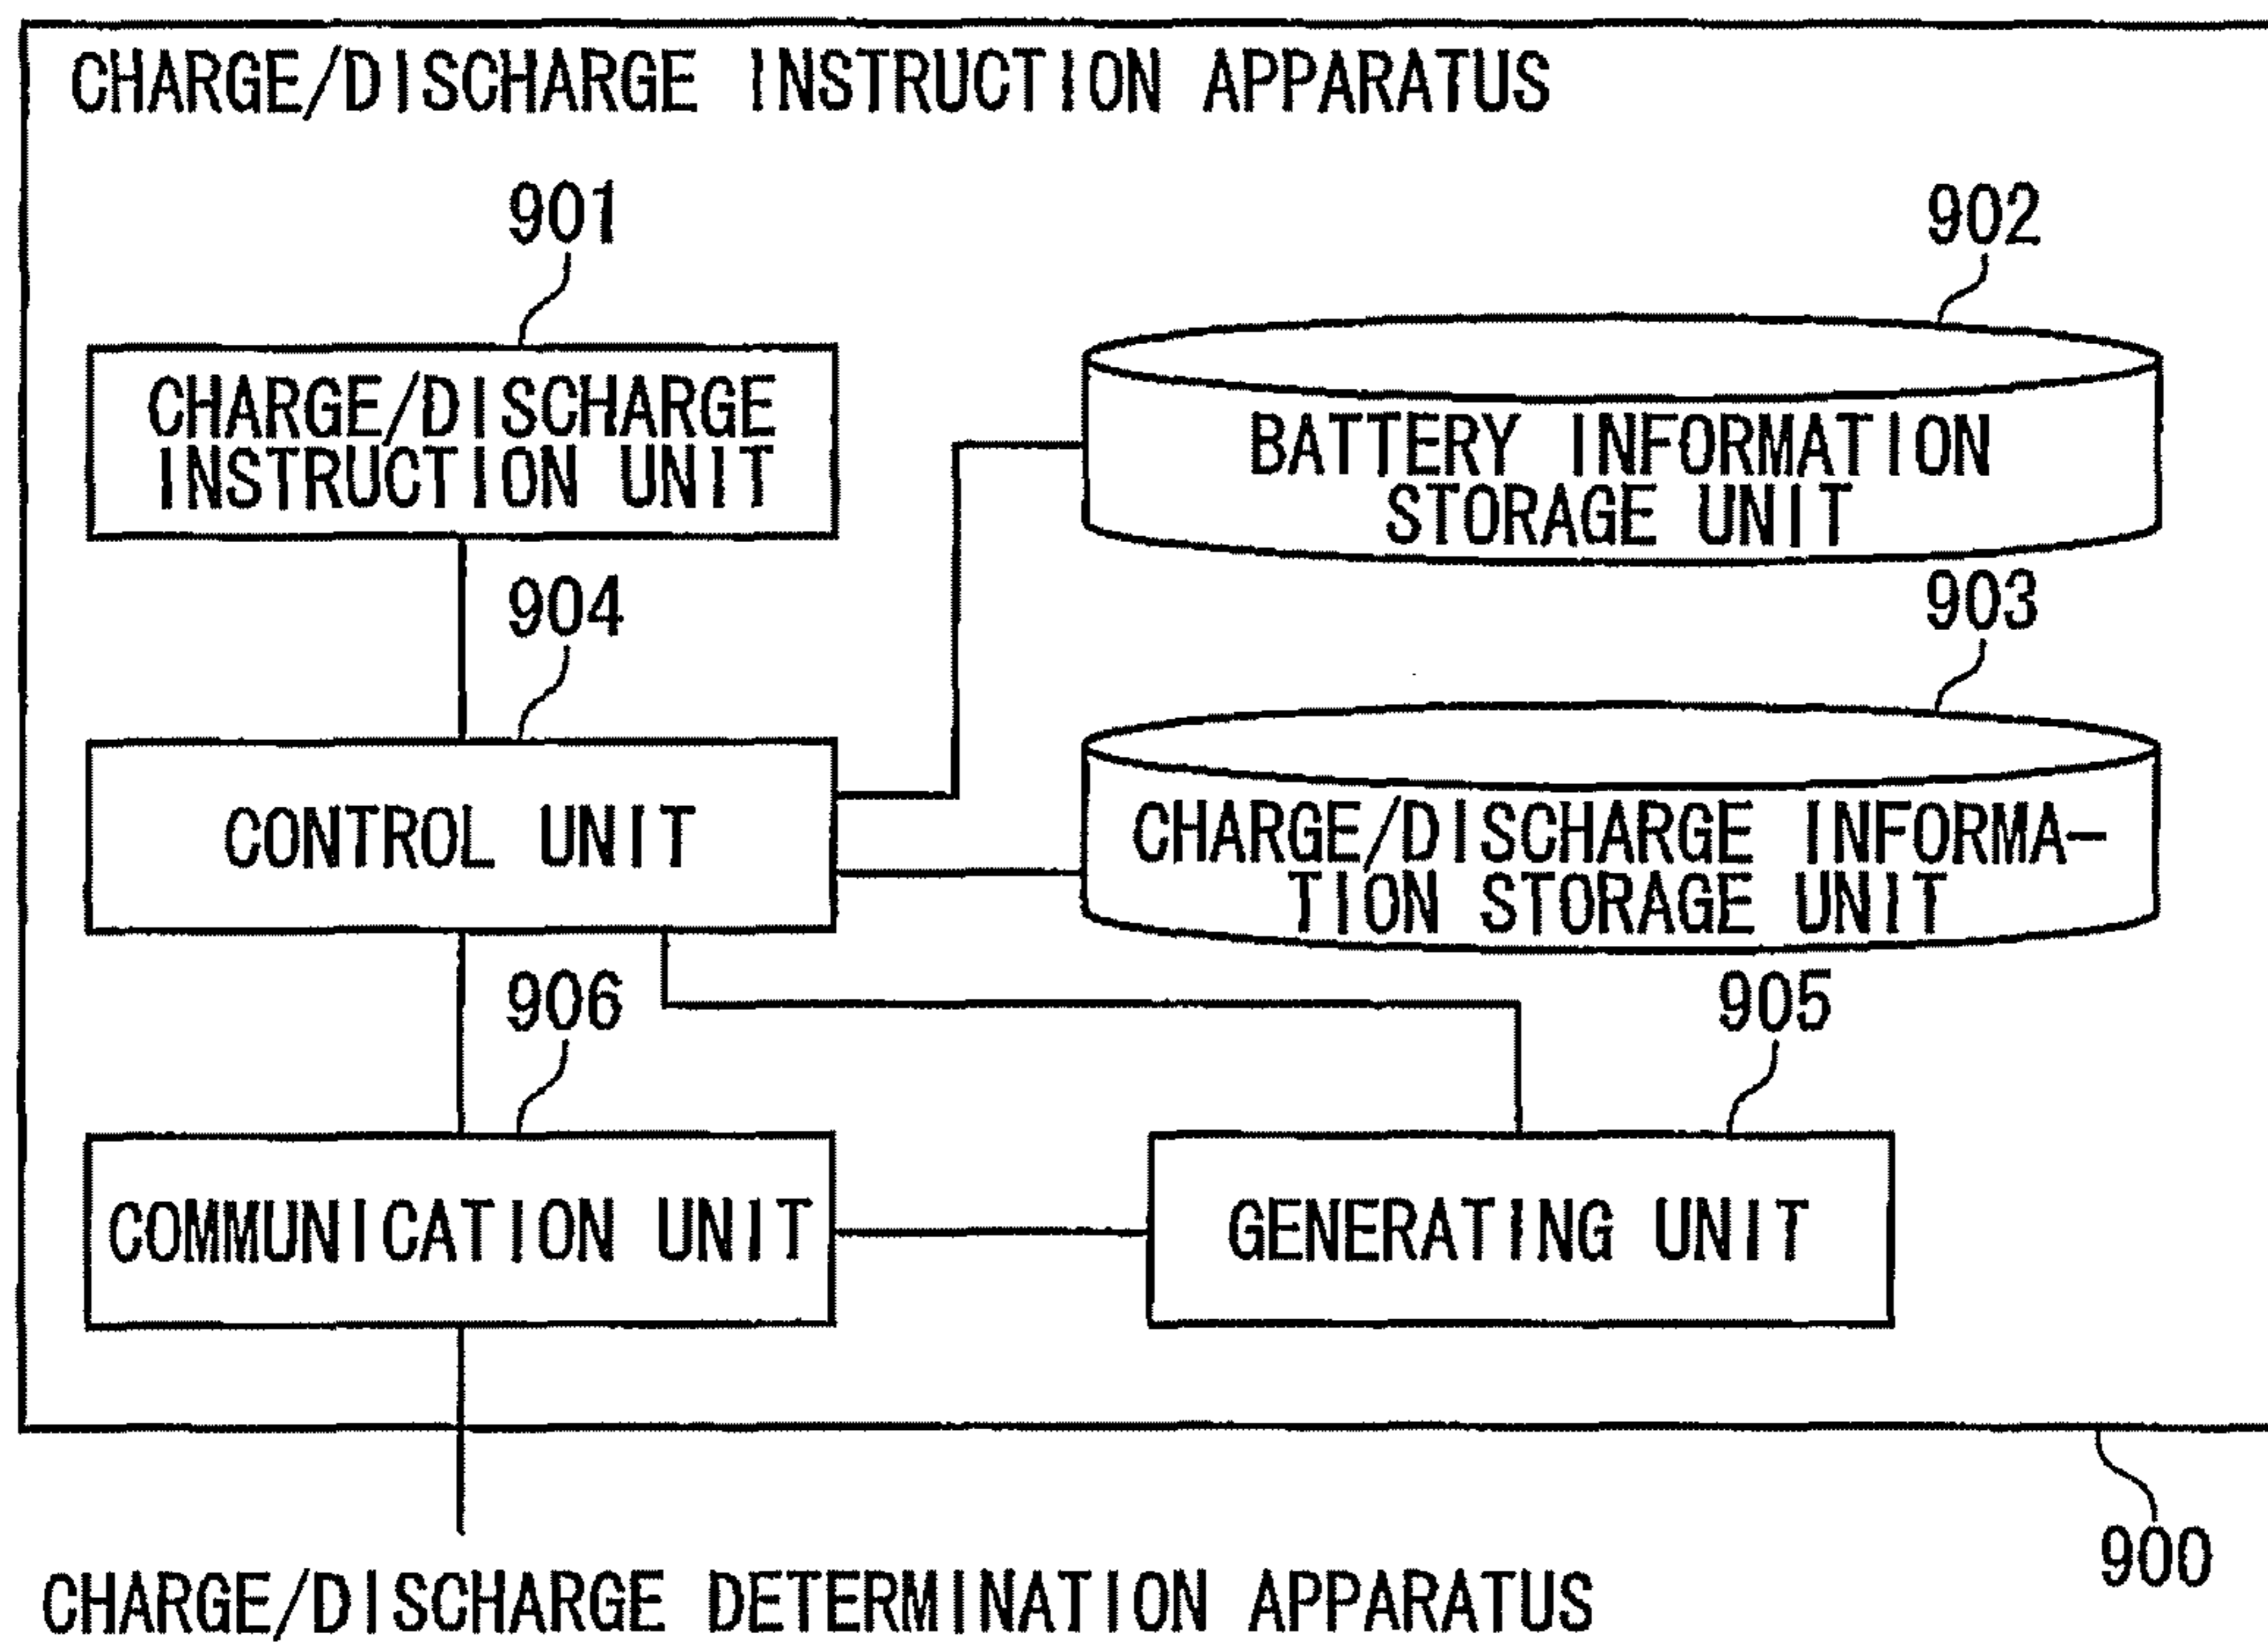 CHARGE/DISCHARGE INSTRUCTION APPARATUS
901
902
CHARGE/DISCHARGE
INSTRUCTION UNIT
BATTERY INFORMATION
STORAGE UNIT
904
903
CONTROL UNIT
CHARGE/DISCHARGE INFORMA-
TION STORAGE UNIT
906
905
COMMUNICATION UNIT
GENERATING UNIT
900
CHARGE/DISCHARGE DETERMINATION APPARATUS